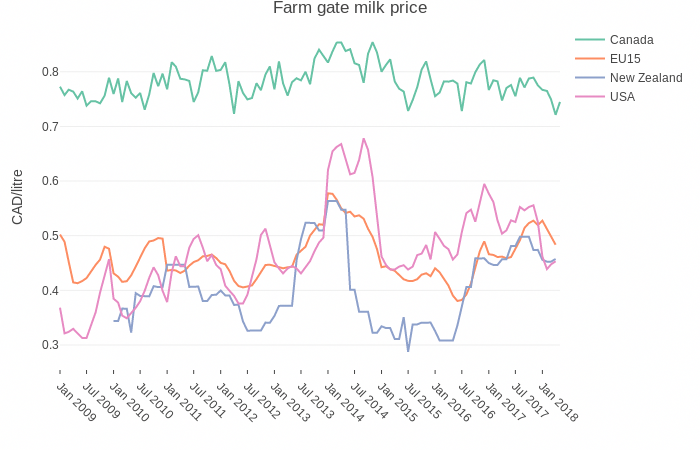 Farm gate milk price
CAD/litre
0.8
0.7
0.6
0.5
0.4
0.3
Jan 2009
Jul 2009
Jan 2010
Jul 2010
Jan 2011
Jul 2011
Jan 2012
Jul 2012
Jan 2013
Jul 2013
Jan 2014
Jul 2014
Jan 2015
Jul 2015
Jan 2016
Jul 2016
Jan 2017
Jul 2017
Jan 2018
Canada
EU15
New Zealand
USA